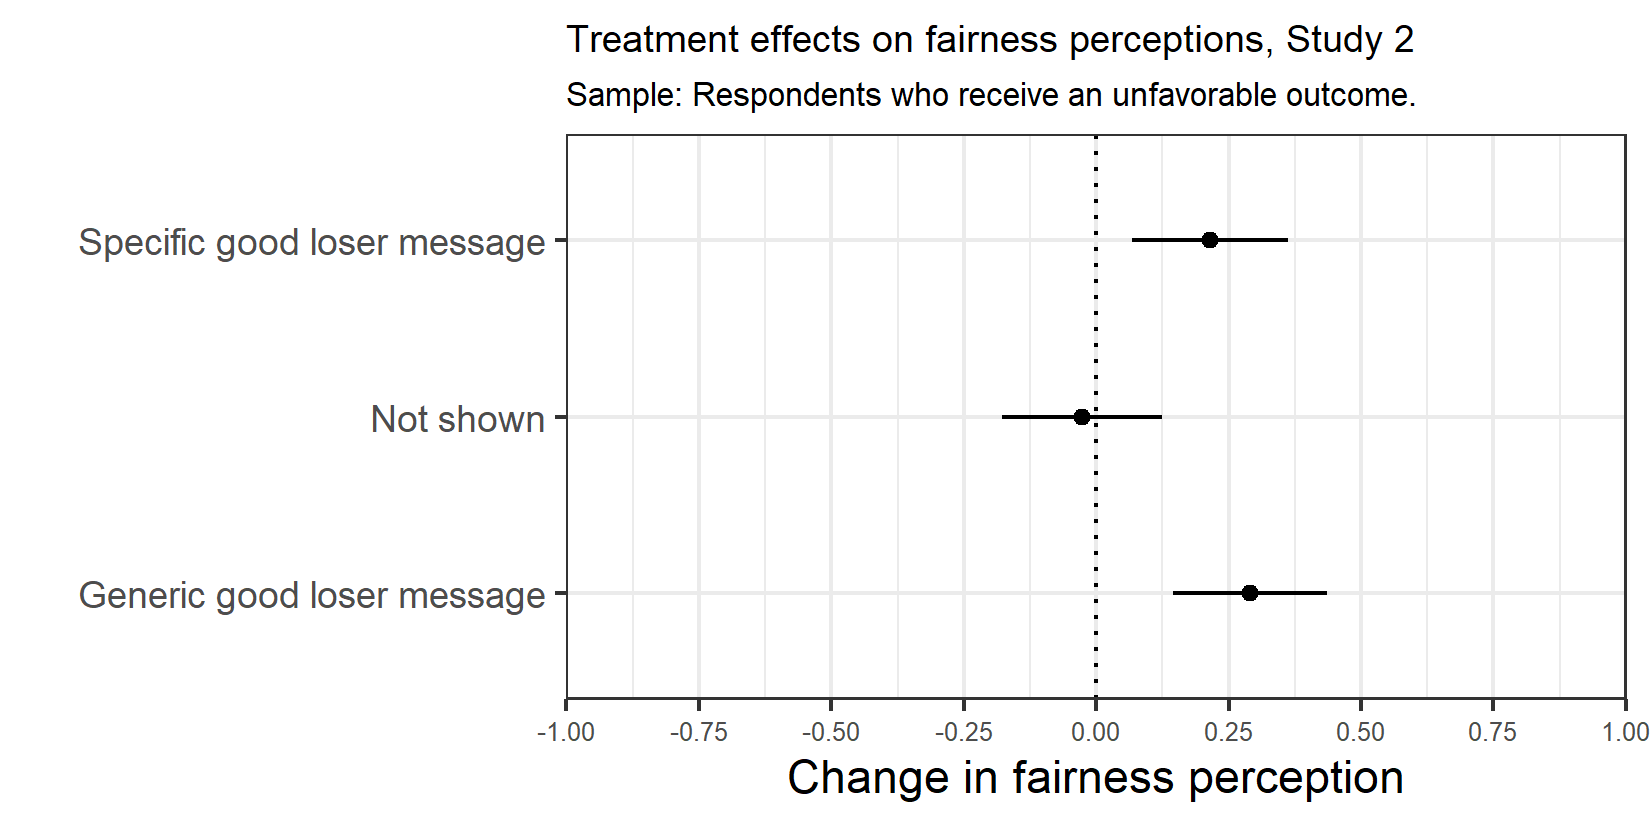 Treatment effects on fairness perceptions, Study 2
Sample: Respondents who receive an unfavorable outcome.
Specific good loser message
Not shown
Generic good loser message
-1.00 -0.75 -0.50 -0.25 0.00 0.25 0.50 0.75 1.00
Change in fairness perception